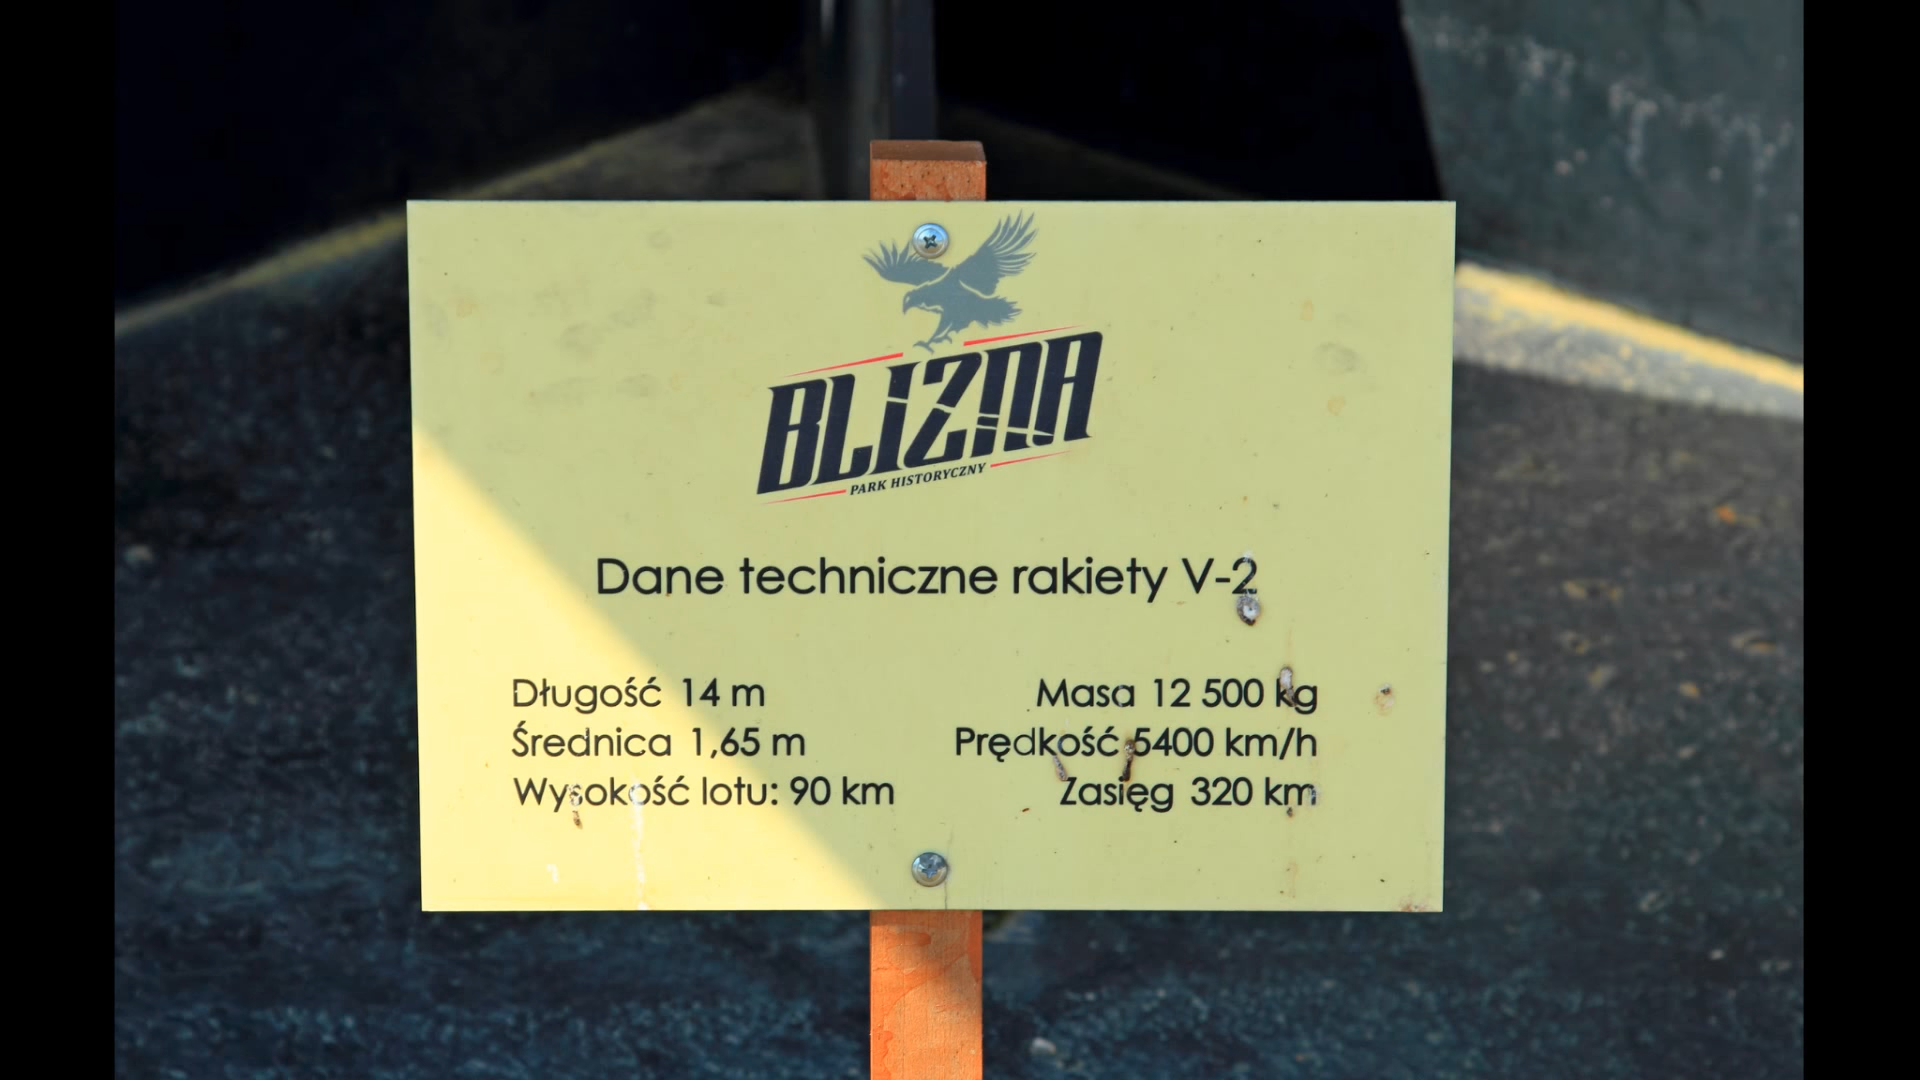 BLIZNA
PARK HISTORYCZNY
Dane techniczne rakiety V-2
Długość 14 m
Średnica 1,65 m
Wysokość lotu: 90 km
Masa 12 500 kg
Prędkość 5400 km/h
Zasięg 320 km